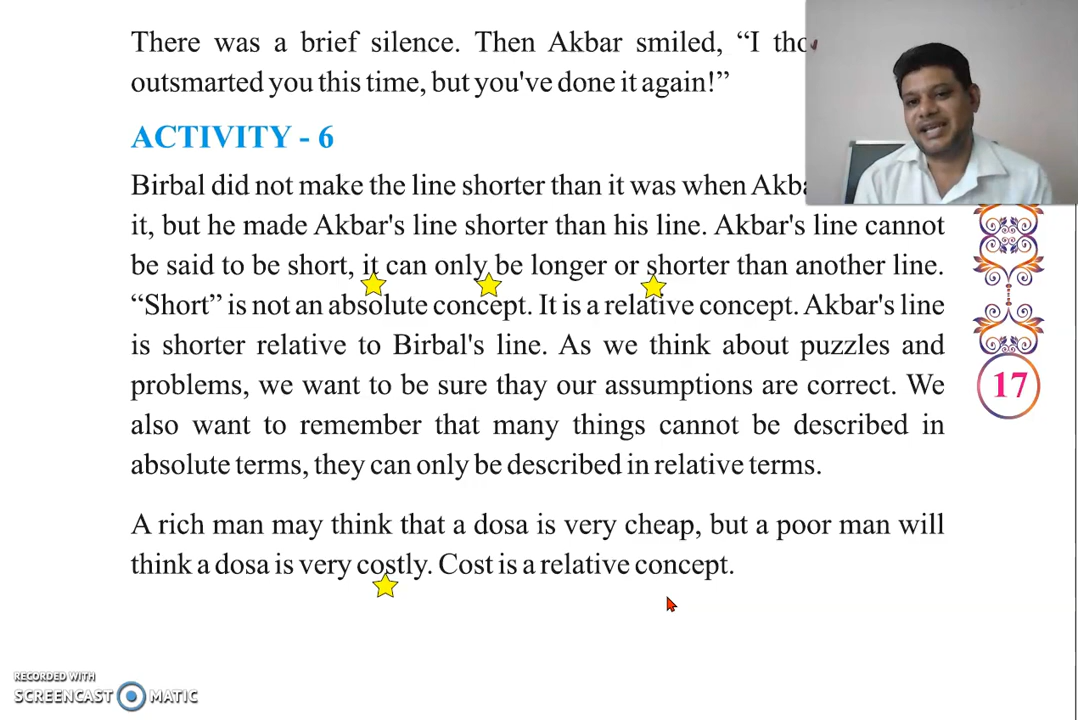 There was a brief silence. Then Akbar smiled, “I
outsmarted you this time, but you've done it again!”
ACTIVITY - 6
Birbal did not make the line shorter than it was when
it, but he made Akbar's line shorter than his line. Akbar's line cannot
be said to be short, it can only be longer or shorter than another line.
“Short” is not an absolute concept. It is a relative concept. Akbar's line
is shorter relative to Birbal's line. As we think about puzzles and
problems, we want to be sure thay our assumptions are correct. We
also want to remember that many things cannot be described in
absolute terms, they can only be described in relative terms.
A rich man may think that a dosa is very cheap, but a poor man will
think a dosa is very costly. Cost is a relative concept.
17
RECORDED WITH
SCREENCAST MATIC